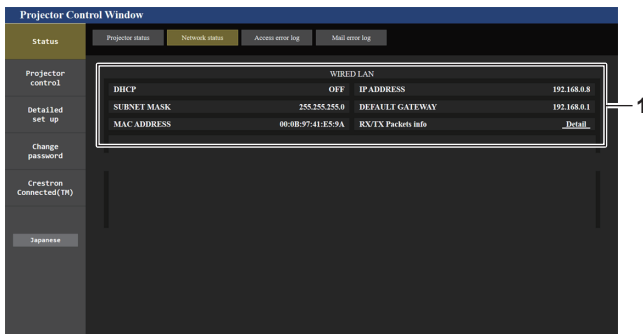 Projector Control Window
Status
Projector status
Network status
Access error log
Mail error log
Projector
control
Detailed
set up
Change
password
Crestron
Connected(TM)
Japanese
WIRED LAN
DHCP OFF IP ADDRESS 192.168.0.8
SUBNET MASK 255.255.255.0 DEFAULT GATEWAY 192.168.0.1
MAC ADDRESS 00:0B:97:41:E5:9A RX/TX Packets info Detail
1